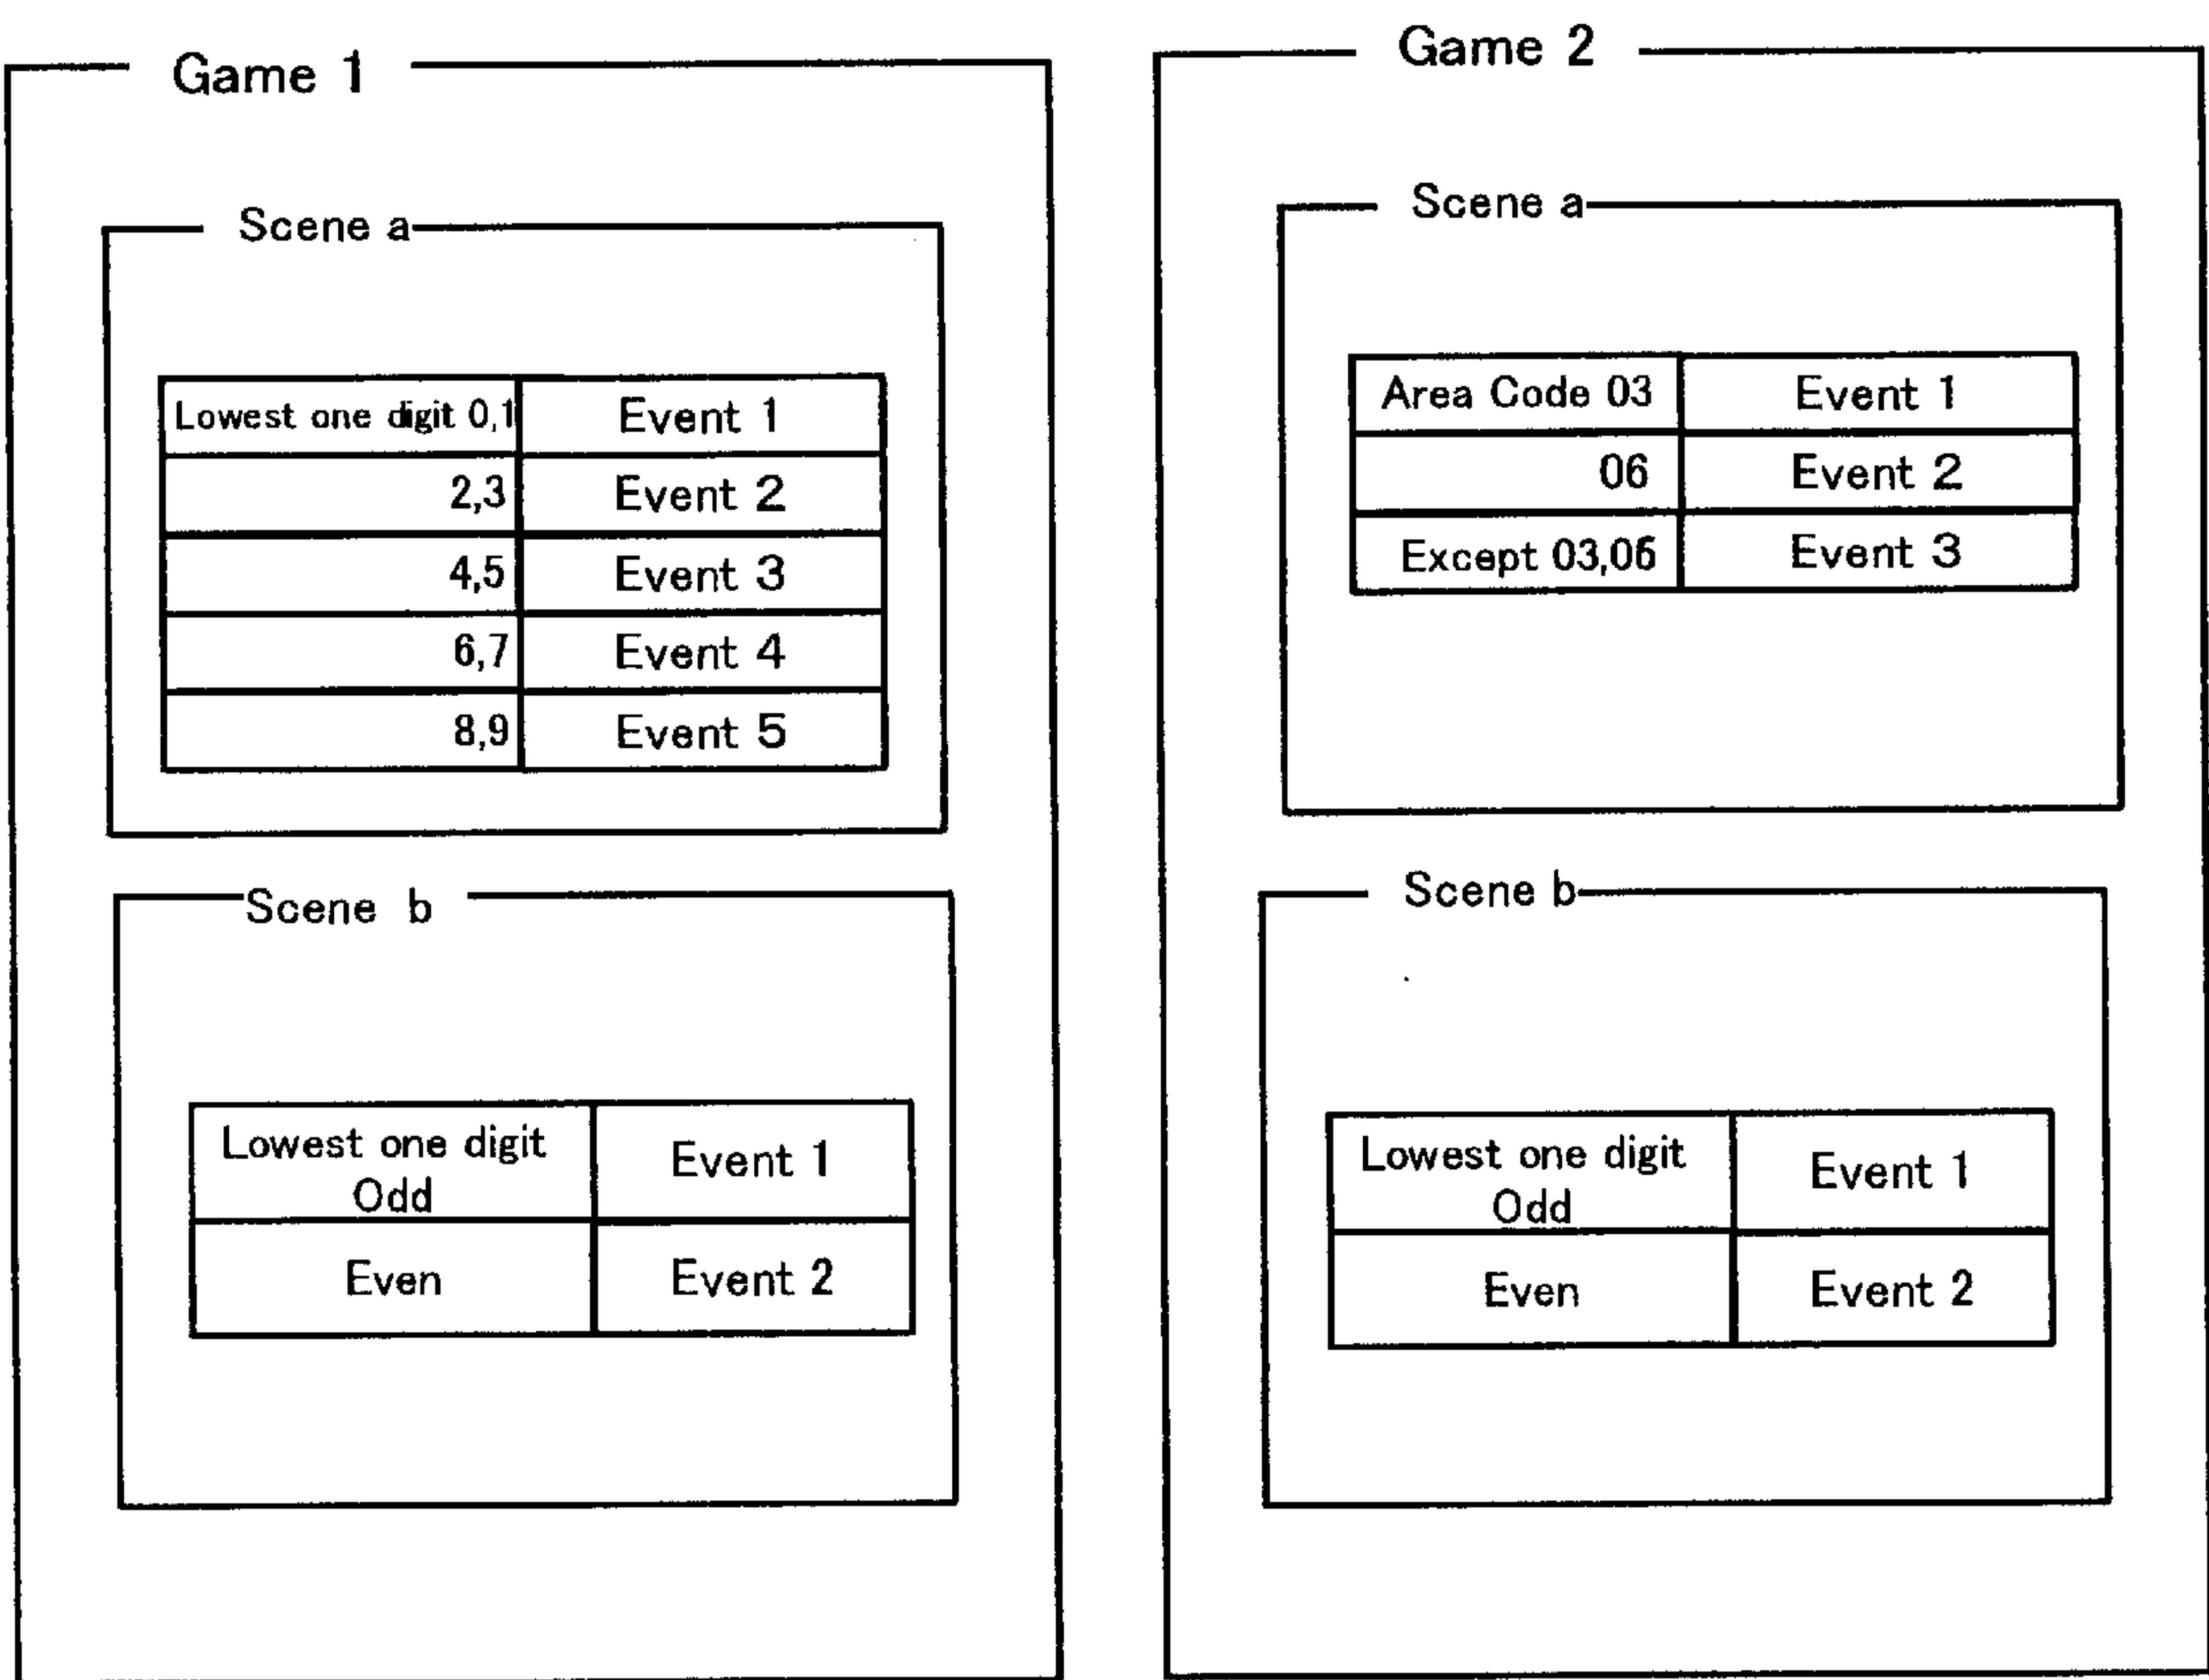 Game 1
Scene a
Lowest one digit 0,1 Event 1
2,3 Event 2
4,5 Event 3
6,7 Event 4
8,9 Event 5
Scene b
Lowest one digit
Odd
Event 1
Even Event 2
Game 2
Scene a
Area Code 03 Event 1
06 Event 2
Except 03,06 Event 3
Scene b
Lowest one digit
Odd
Event 1
Even Event 2